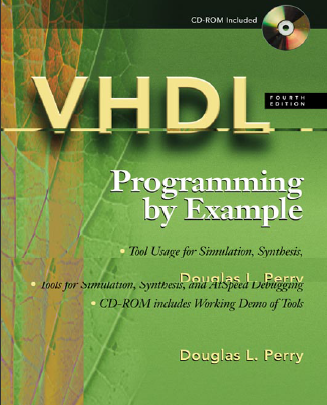 CD-ROM Included
VHDL
FOURTH
EDITION
Programming
by Example
• Tool Usage for Simulation, Synthesis,
Douglas L. Perry
• Tools for Simulation, Synthesis, and AtSpeed Debugging
• CD-ROM includes Working Demo of Tools
Douglas L. Perry